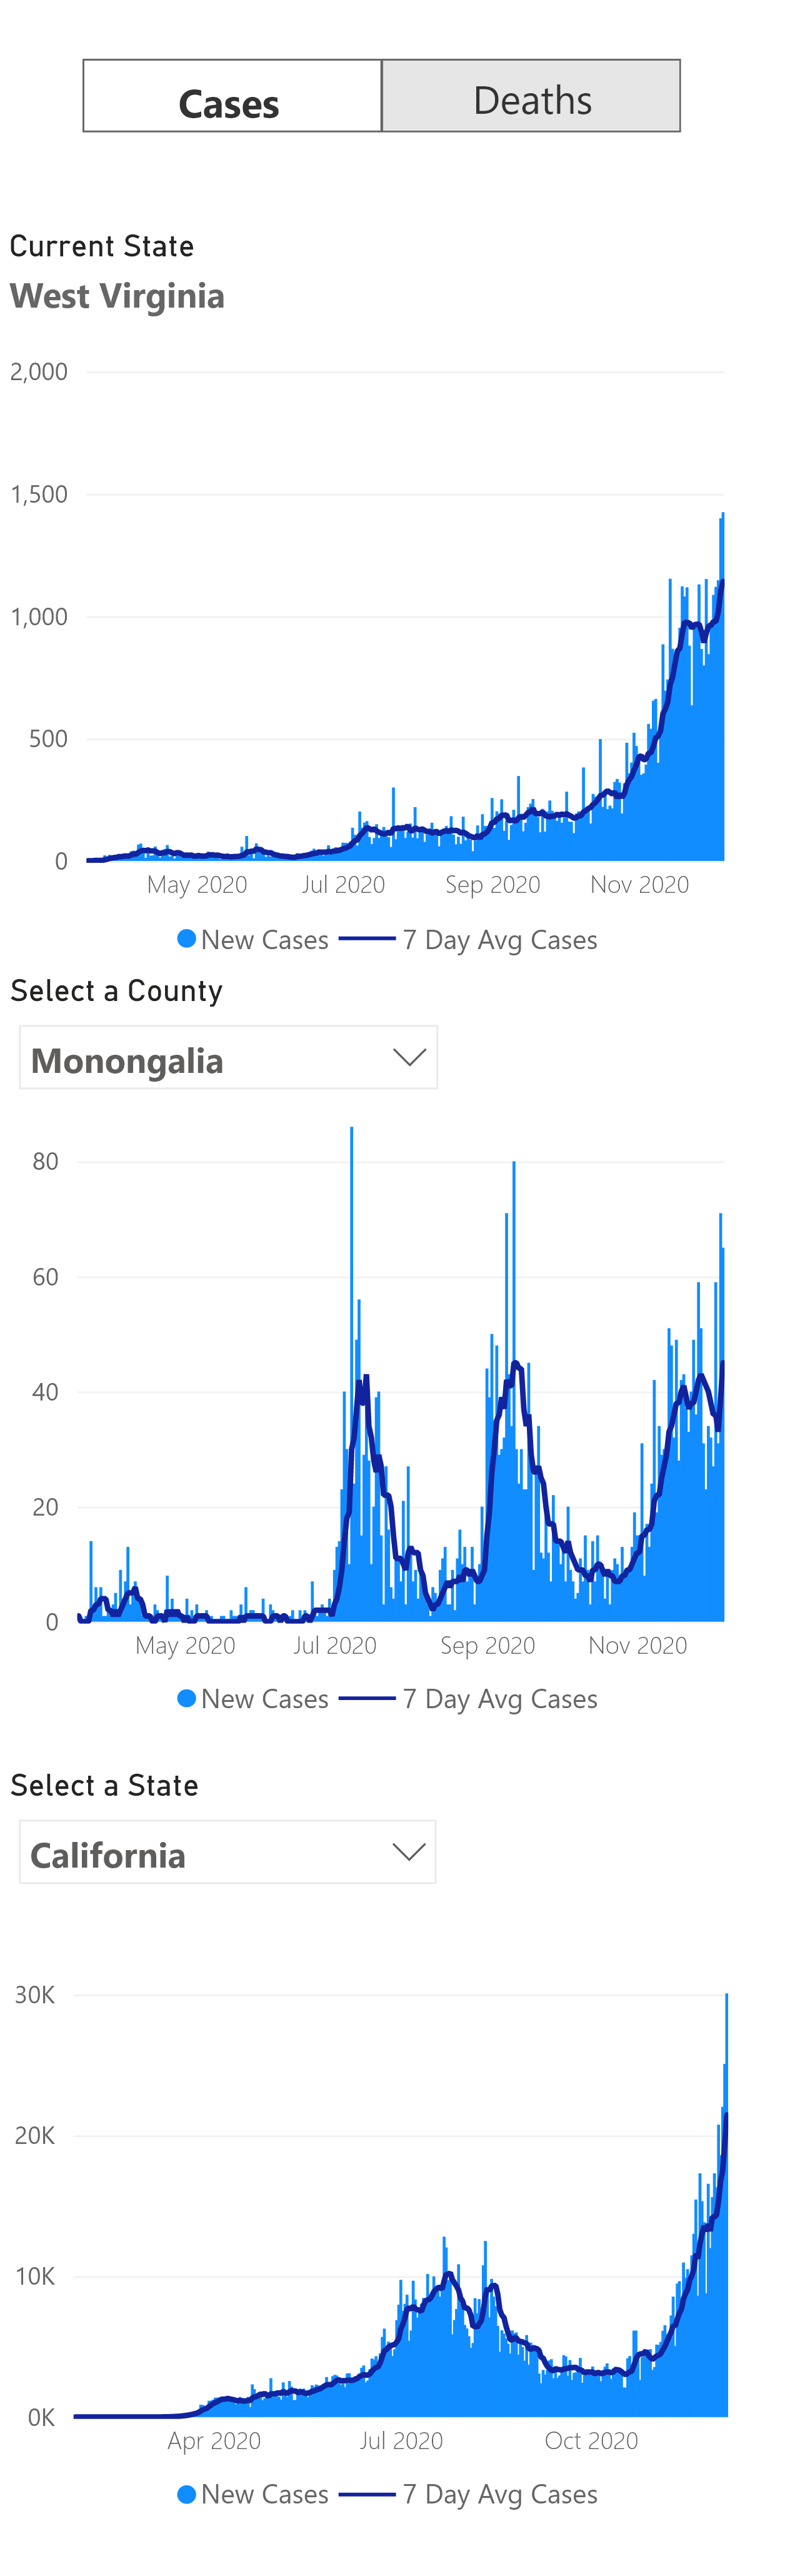 Cases Deaths
Current State
West Virginia
2,000
1,500
1,000
500
0
May 2020 Jul 2020 Sep 2020 Nov 2020
New Cases 7 Day Avg Cases
Select a County
Monongalia
80
60
40
20
0
May 2020 Jul 2020 Sep 2020 Nov 2020
New Cases 7 Day Avg Cases
Select a State
California
30K
20K
10K
0K
Apr 2020 Jul 2020 Oct 2020
New Cases 7 Day Avg Cases